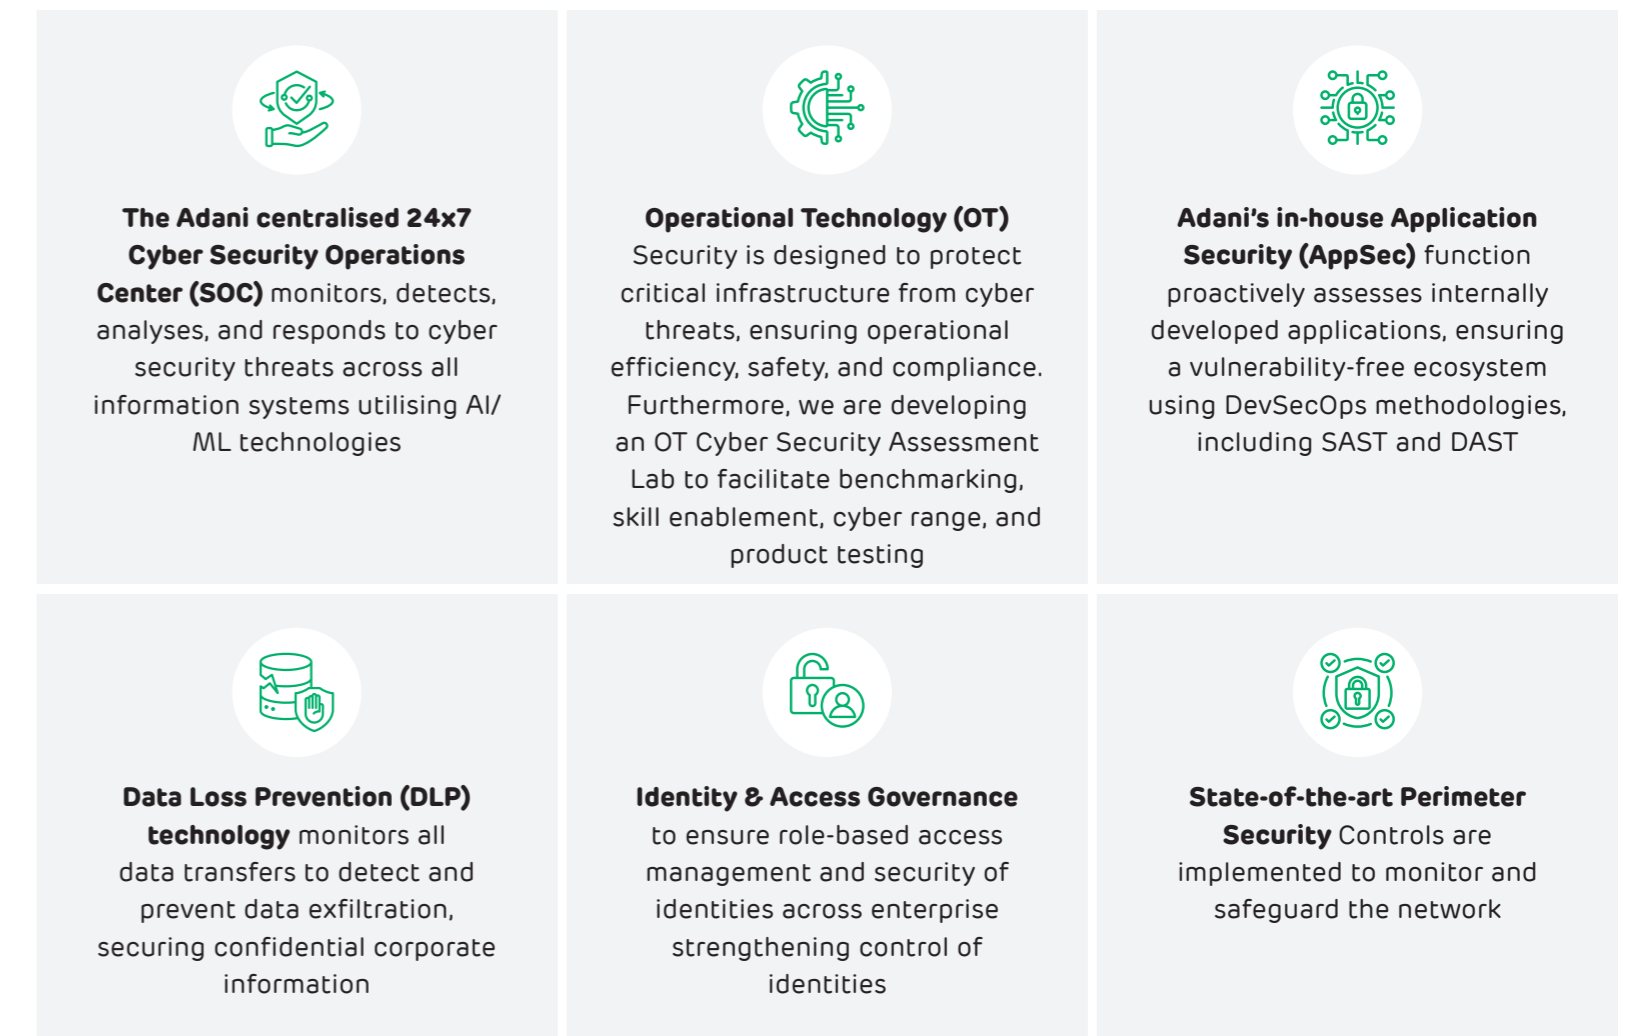 The Adani centralised 24x7
Cyber Security Operations
Center (SOC) monitors, detects,
analyses, and responds to cyber
security threats across all
information systems utilising AI/
ML technologies
Operational Technology (OT)
Security is designed to protect
critical infrastructure from cyber
threats, ensuring operational
efficiency, safety, and compliance.
Furthermore, we are developing
an OT Cyber Security Assessment
Lab to facilitate benchmarking,
skill enablement, cyber range, and
product testing
Adani’s in-house Application
Security (AppSec) function
proactively assesses internally
developed applications, ensuring
a vulnerability-free ecosystem
using DevSecOps methodologies,
including SAST and DAST
Data Loss Prevention (DLP)
technology monitors all
data transfers to detect and
prevent data exfiltration,
securing confidential corporate
information
Identity & Access Governance
to ensure role-based access
management and security of
identities across enterprise
strengthening control of
identities
State-of-the-art Perimeter
Security Controls are
implemented to monitor and
safeguard the network